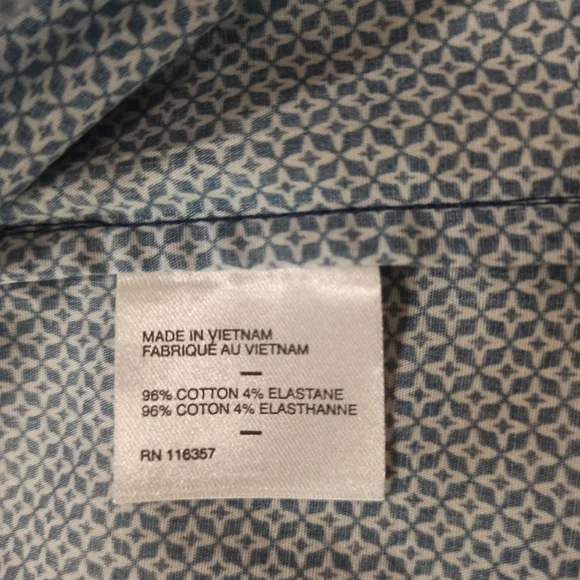 MADE IN VIETNAM
FABRIQUÉ AU VIETNAM
96% COTTON 4% ELASTANE
96% COTON 4% ELASTHANNE
RN 116357